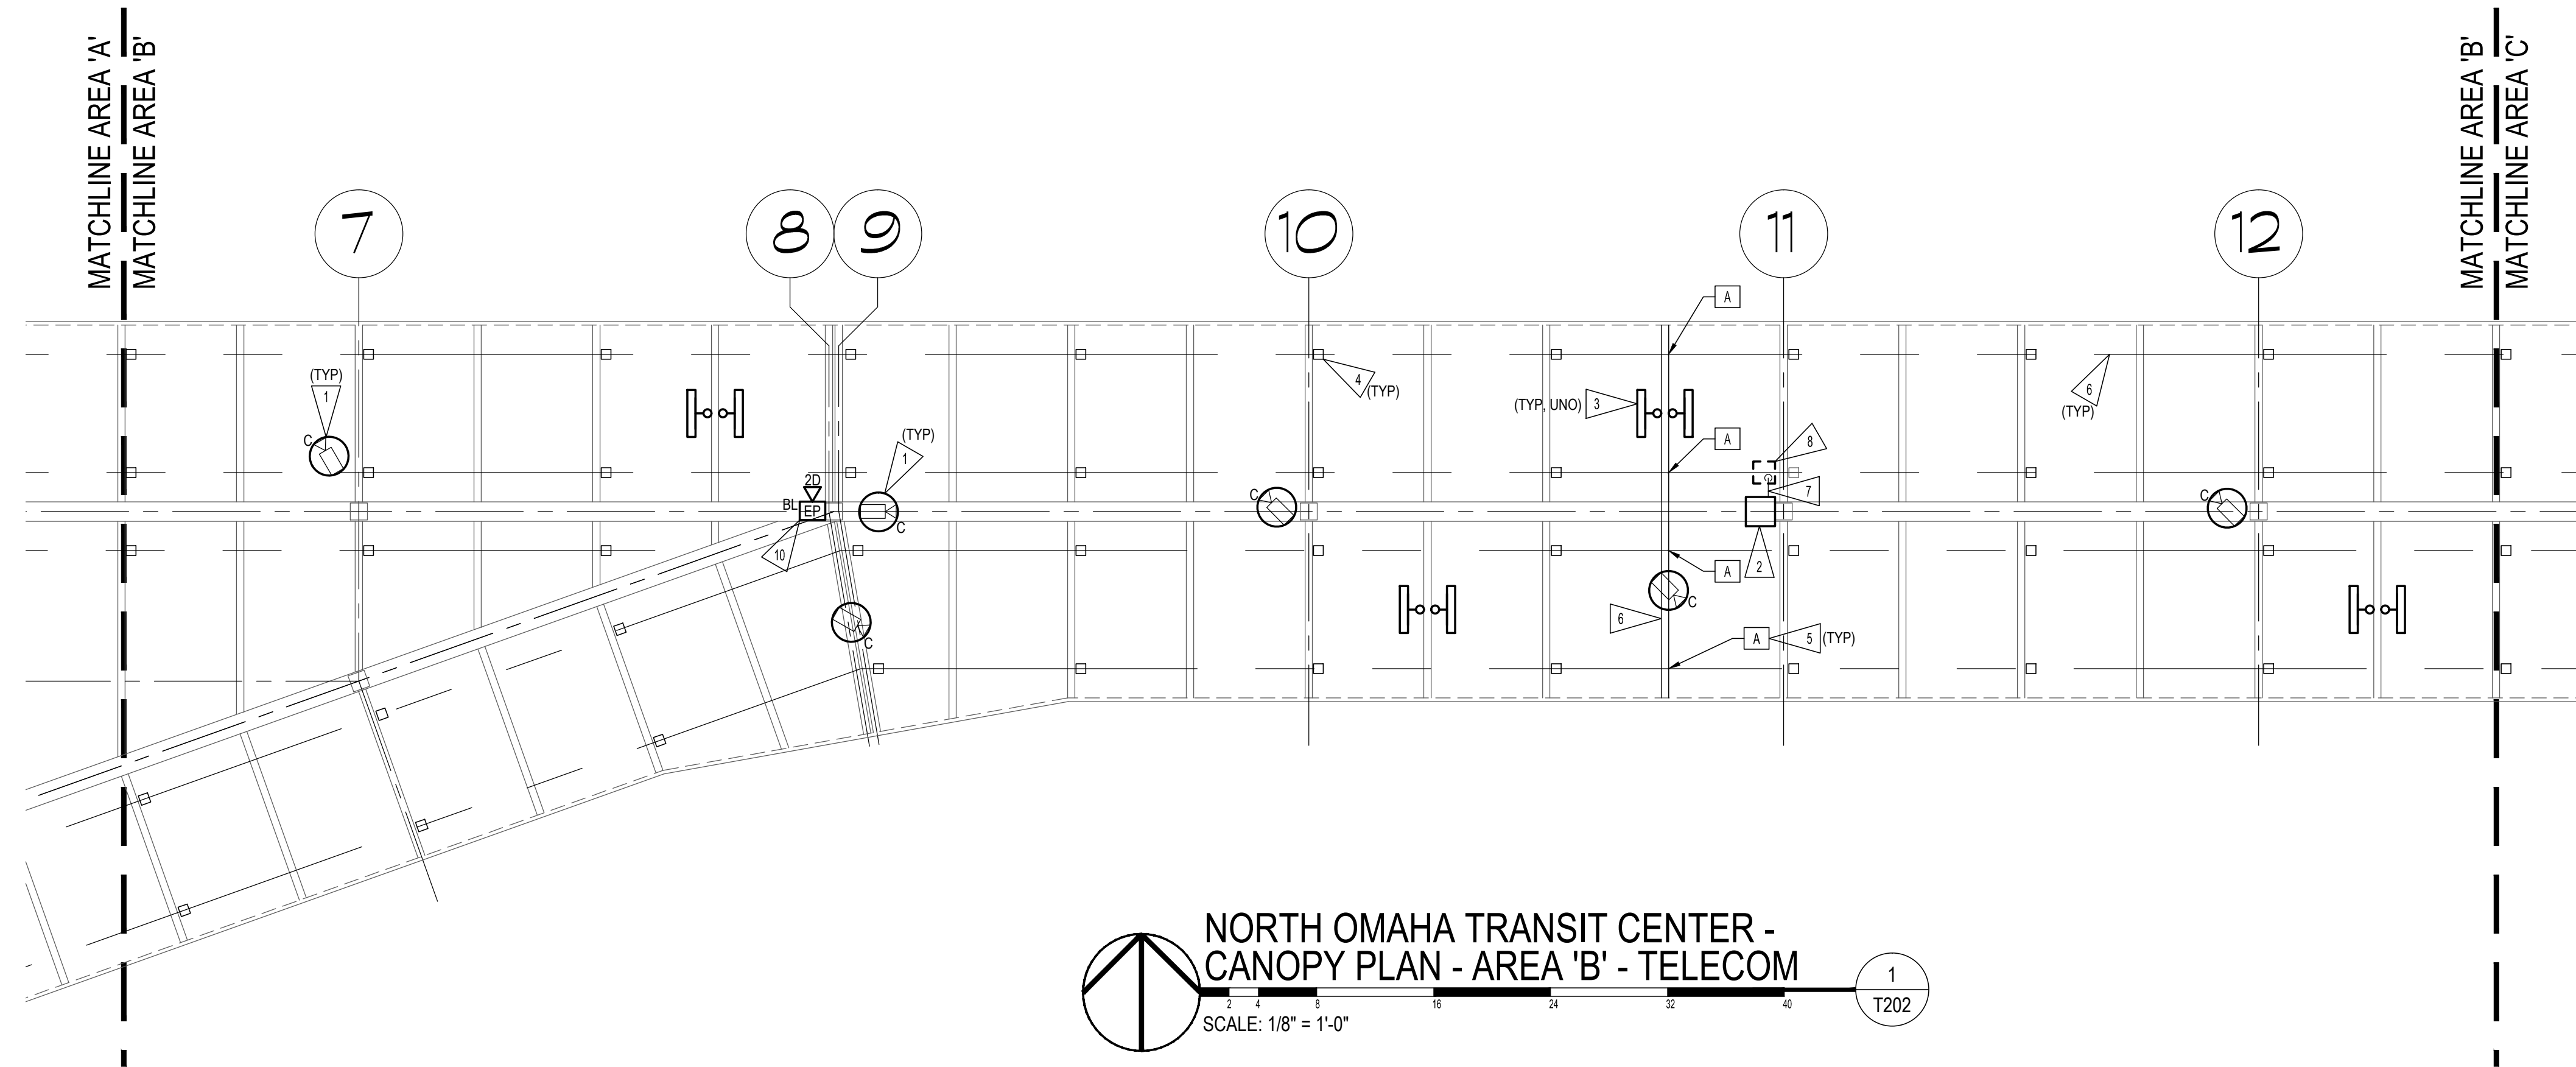 MATCHLINE AREA 'A'
MATCHLINE AREA 'B'
MATCHLINE AREA 'B'
MATCHLINE AREA 'C'
7
8
9
10
11
12
A
(TYP)
1
C
4
(TYP)
(TYP, UNO)
3
6
(TYP)
(TYP)
1
A
8
2D
BL
EP
C
C
7
C
10
A
2
C
6
C
A
5
(TYP)
NORTH OMAHA TRANSIT CENTER -
CANOPY PLAN - AREA 'B' - TELECOM
2 4 8 16 24 32 40
SCALE: 1/8" = 1'-0"
1
T202